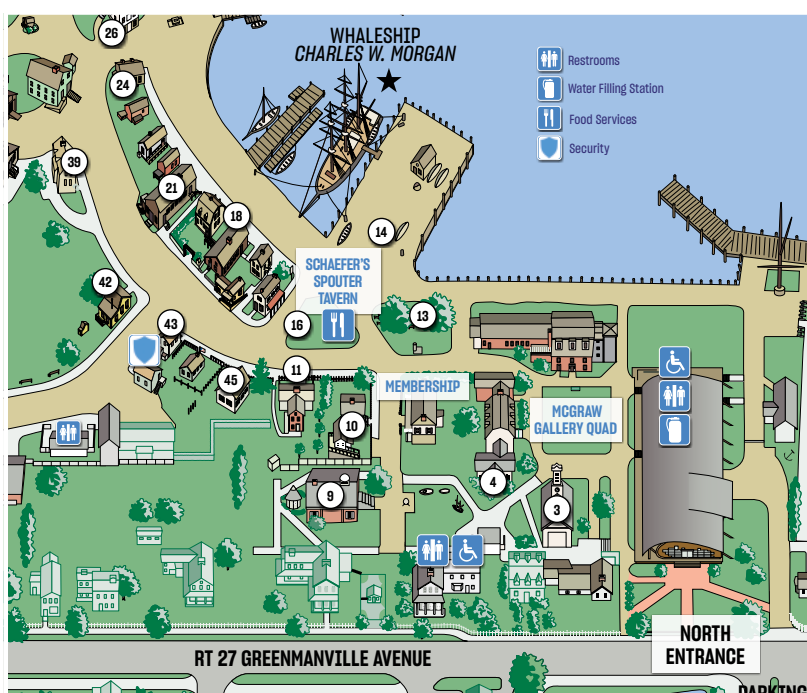 26
WHALESHIP
CHARLES W. MORGAN
Restrooms
Water Filling Station
Food Services
Security
24
39
21
18
14
SCHAEFER'S
SPOUTER
TAVERN
42
43
16
13
11
45
MEMBERSHIP
10
MCGRAW
GALLERY QUAD
9
4
3
NORTH
ENTRANCE
RT 27 GREENMANVILLE AVENUE
PARKING